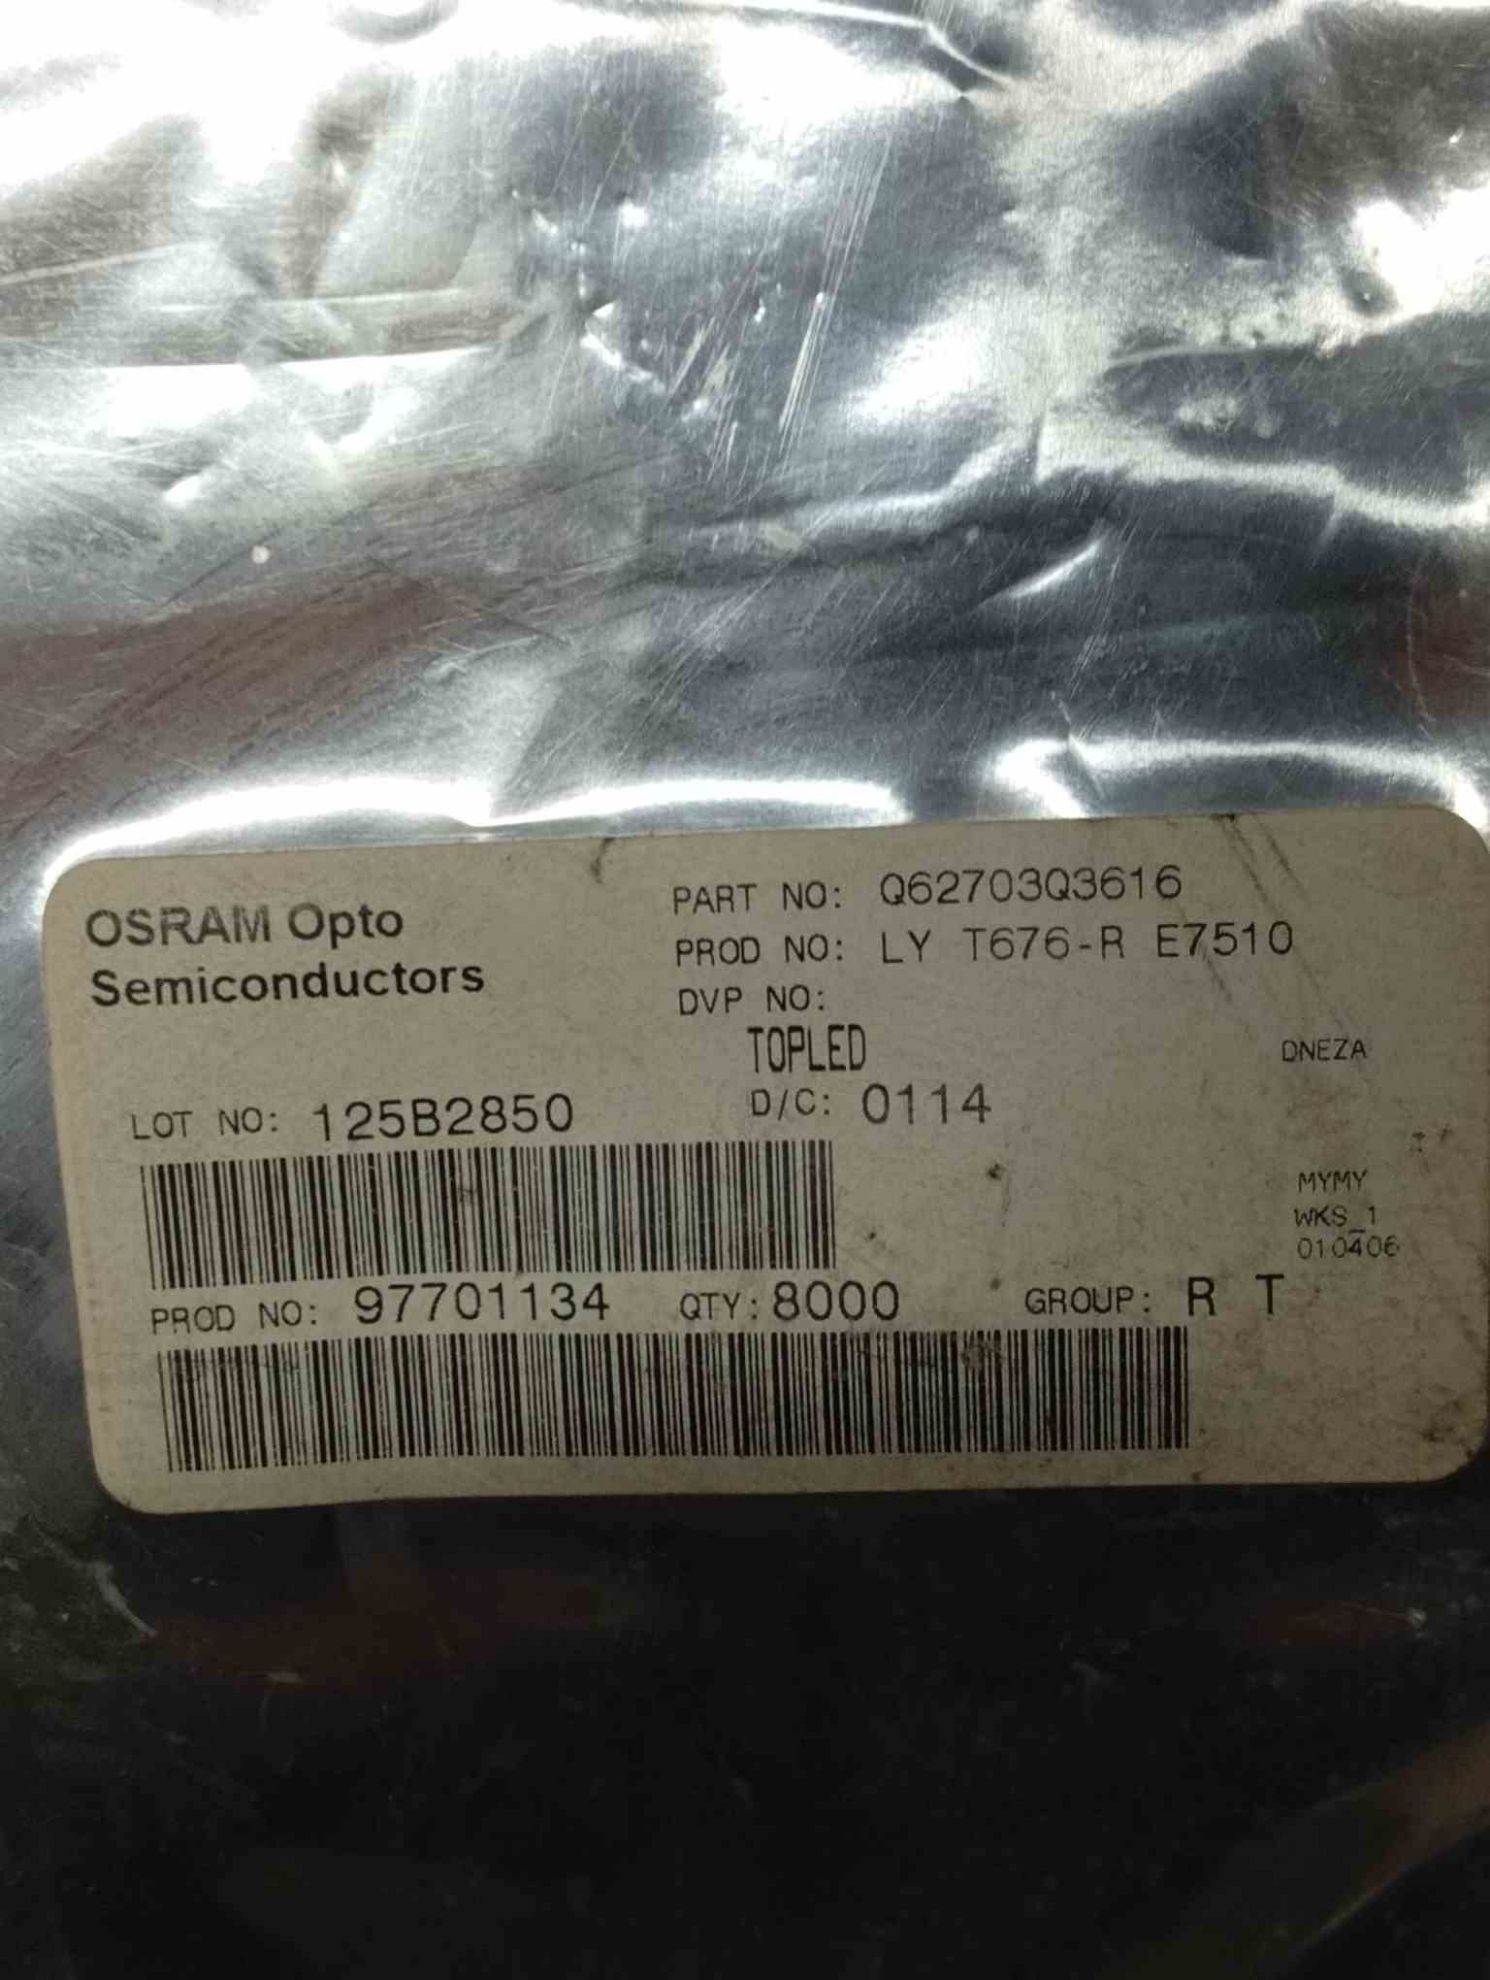 OSRAM Opto
Semiconductors
PART NO: Q62703Q3616
PROD NO: LY T676-R E7510
DVP NO:
TOPLED
DNEZA
LOT NO: 125B2850
D/C: 0114
MYMY
WKS_1
010406
PROD NO: 97701134 QTY: 8000 GROUP: R T